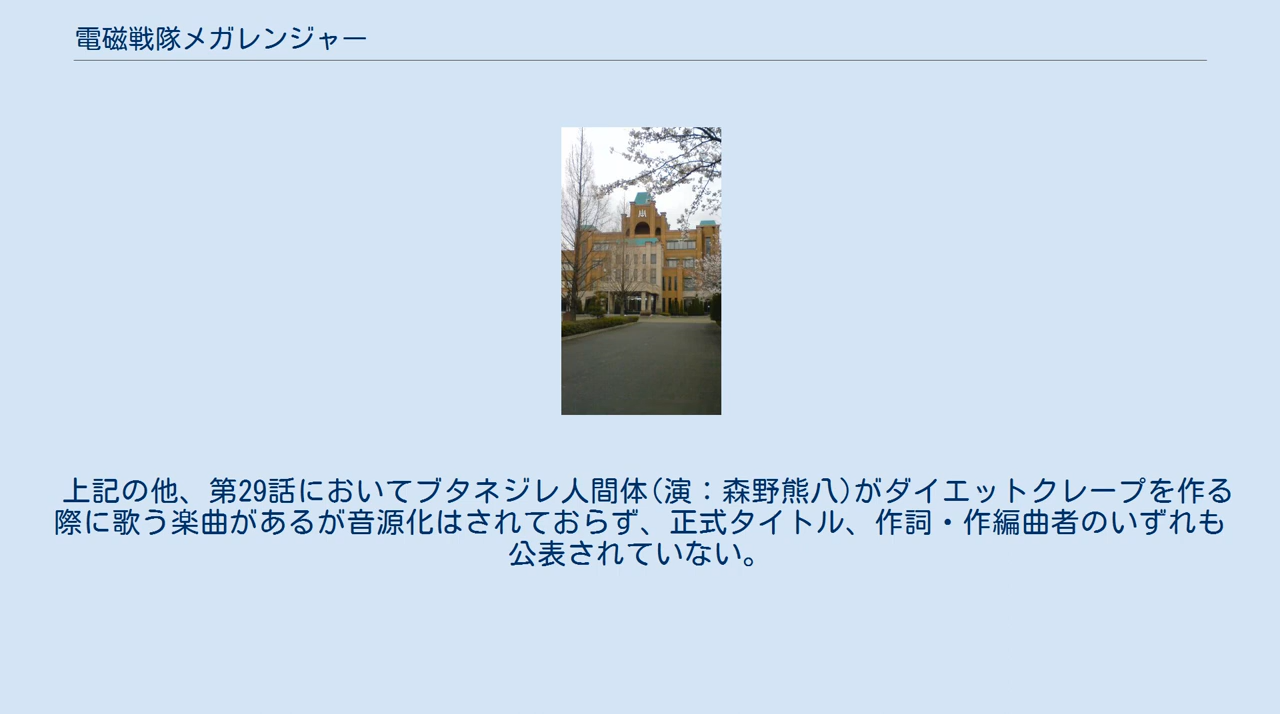 電磁戦隊メガレンジャー
上記の他、第29話においてブタネジレ人間体(演：森野熊八)がダイエットクレープを作る
際に歌う楽曲があるが音源化はされておらず、正式タイトル、作詞・作編曲者のいずれも
公表されていない。